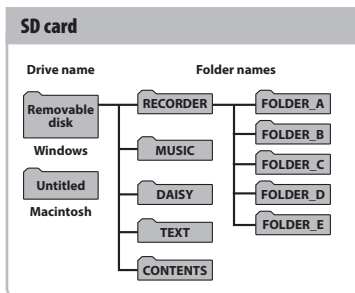 SD card
Drive name
Folder names
Removable
disk
Windows
Untitled
Macintosh
RECORDER
MUSIC
DAISY
TEXT
CONTENTS
FOLDER_A
FOLDER_B
FOLDER_C
FOLDER_D
FOLDER_E